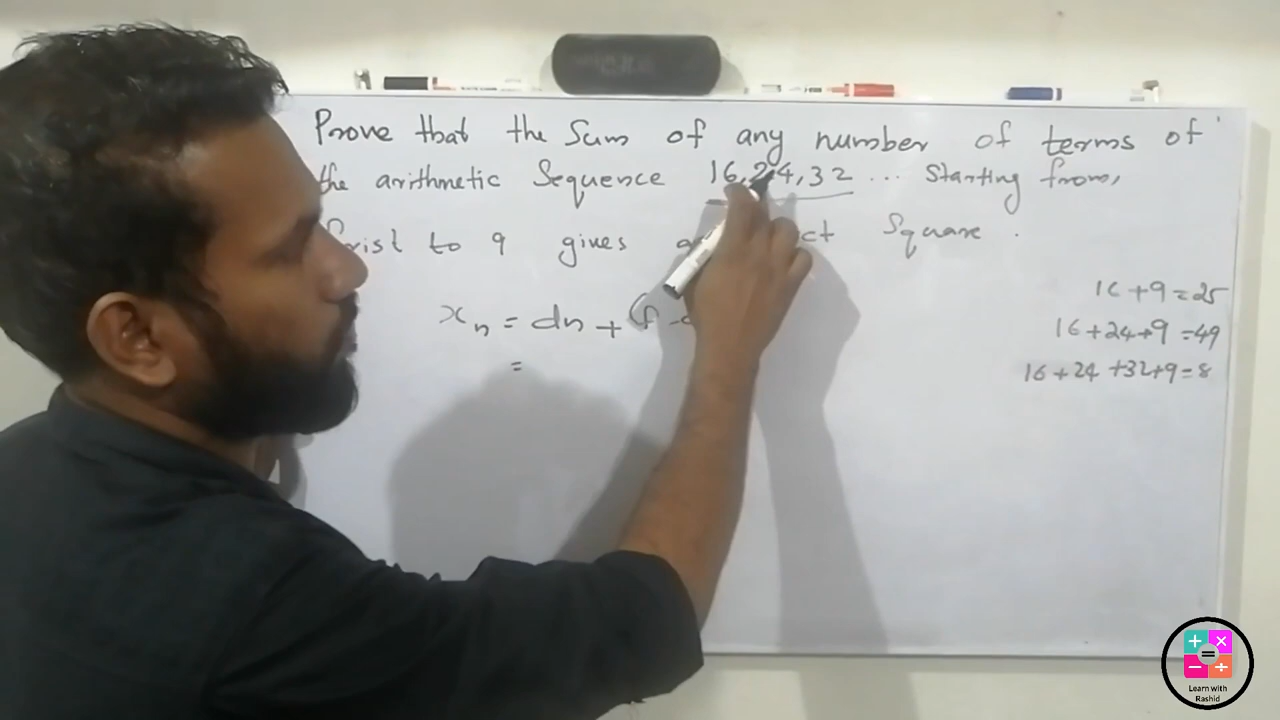 Prove that the Sum of any number of terms of
the arithmetic Sequence 16,24,32 ... Starting from,
to 9 gives Square .
16+9=25
xn = dn + (f -
16+24+9 =49
=
16+24 +32+9=8
Learn with
Rashid